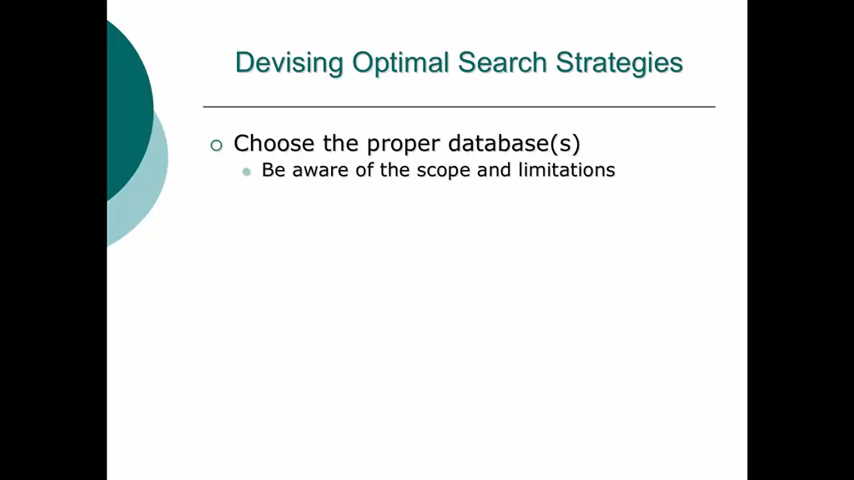 Devising Optimal Search Strategies
Choose the proper database(s)
Be aware of the scope and limitations